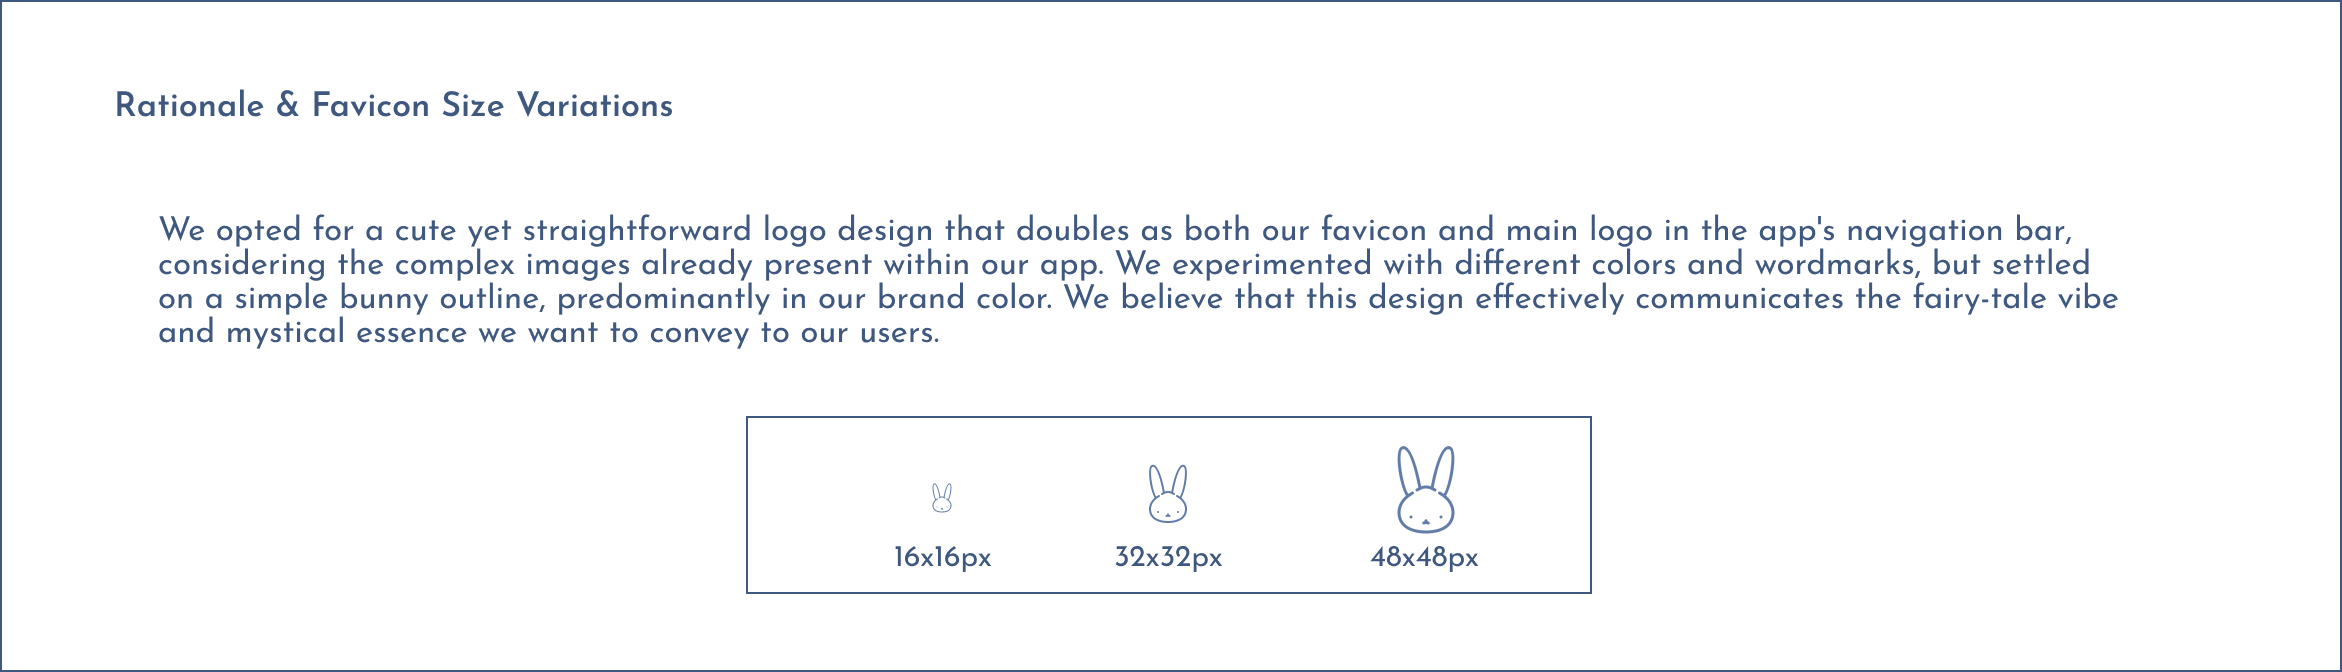 Rationale & Favicon Size Variations
We opted for a cute yet straightforward logo design that doubles as both our favicon and main logo in the app's navigation bar,
considering the complex images already present within our app. We experimented with different colors and wordmarks, but settled
on a simple bunny outline, predominantly in our brand color. We believe that this design effectively communicates the fairy-tale vibe
and mystical essence we want to convey to our users.
16x16px
32x32px
48x48px